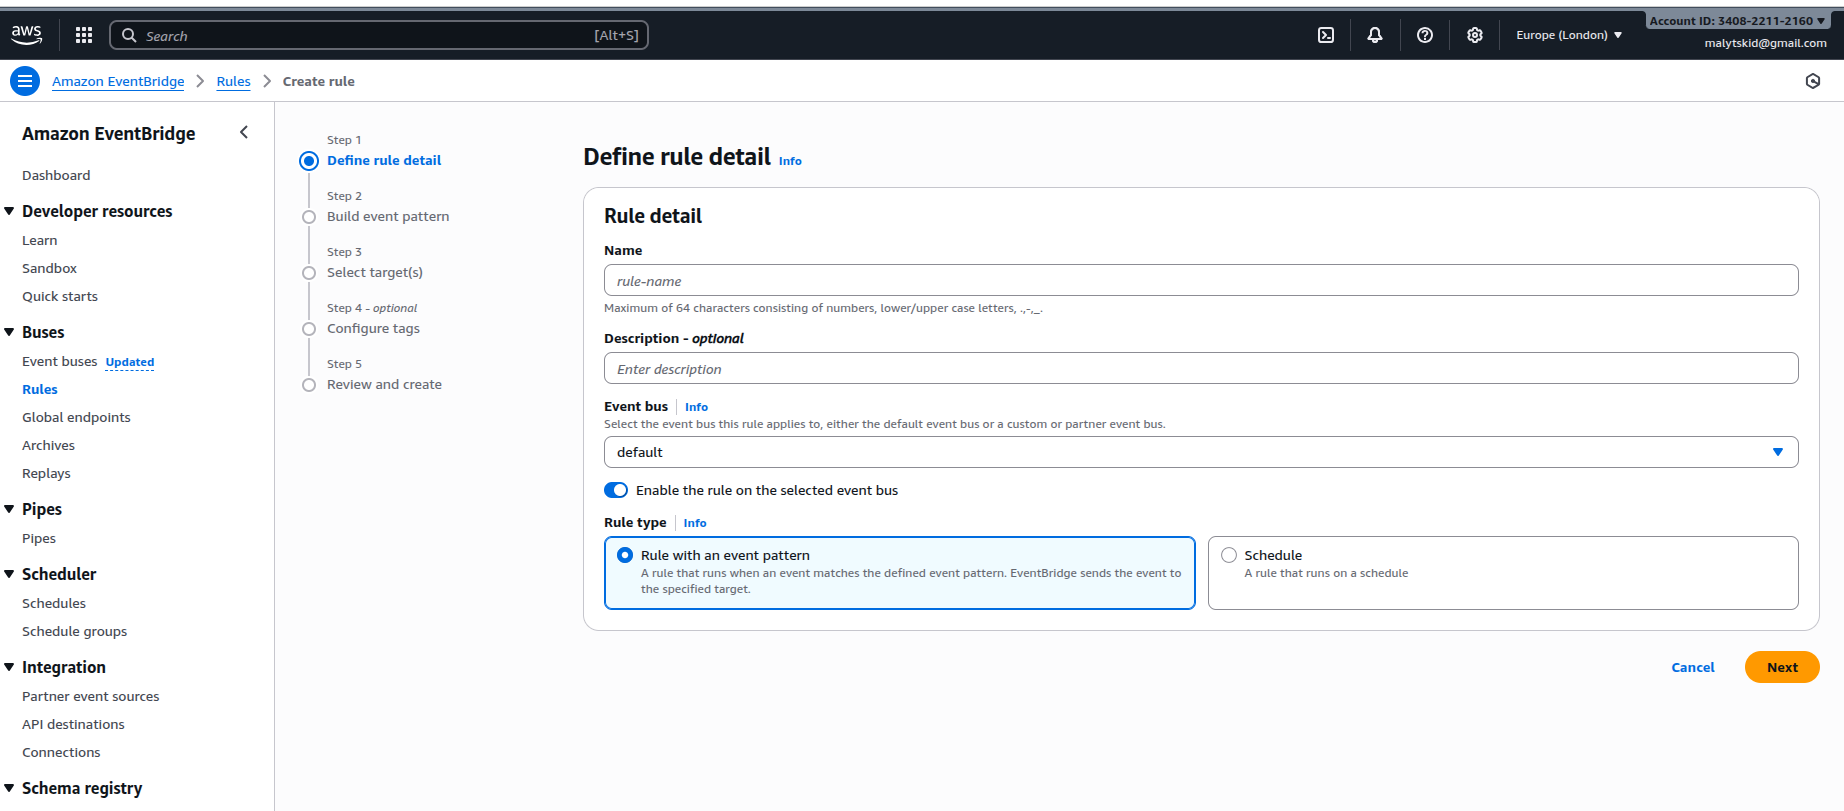 aws
Search
[Alt+S]
Europe (London)
Account ID: 3408-2211-2160
malytskid@gmail.com
Amazon EventBridge
Rules
Create rule
Amazon EventBridge
Dashboard
Developer resources
Learn
Sandbox
Quick starts
Buses
Event buses Updated
Rules
Global endpoints
Archives
Replays
Pipes
Pipes
Scheduler
Schedules
Schedule groups
Integration
Partner event sources
API destinations
Connections
Schema registry
Step 1
Define rule detail
Step 2
Build event pattern
Step 3
Select target(s)
Step 4 - optional
Configure tags
Step 5
Review and create
Define rule detail Info
Rule detail
Name
rule-name
Maximum of 64 characters consisting of numbers, lower/upper case letters, .,-,_.
Description - optional
Enter description
Event bus Info
Select the event bus this rule applies to, either the default event bus or a custom or partner event bus.
default
Enable the rule on the selected event bus
Rule type Info
Rule with an event pattern
A rule that runs when an event matches the defined event pattern. EventBridge sends the event to
the specified target.
Schedule
A rule that runs on a schedule
Cancel
Next